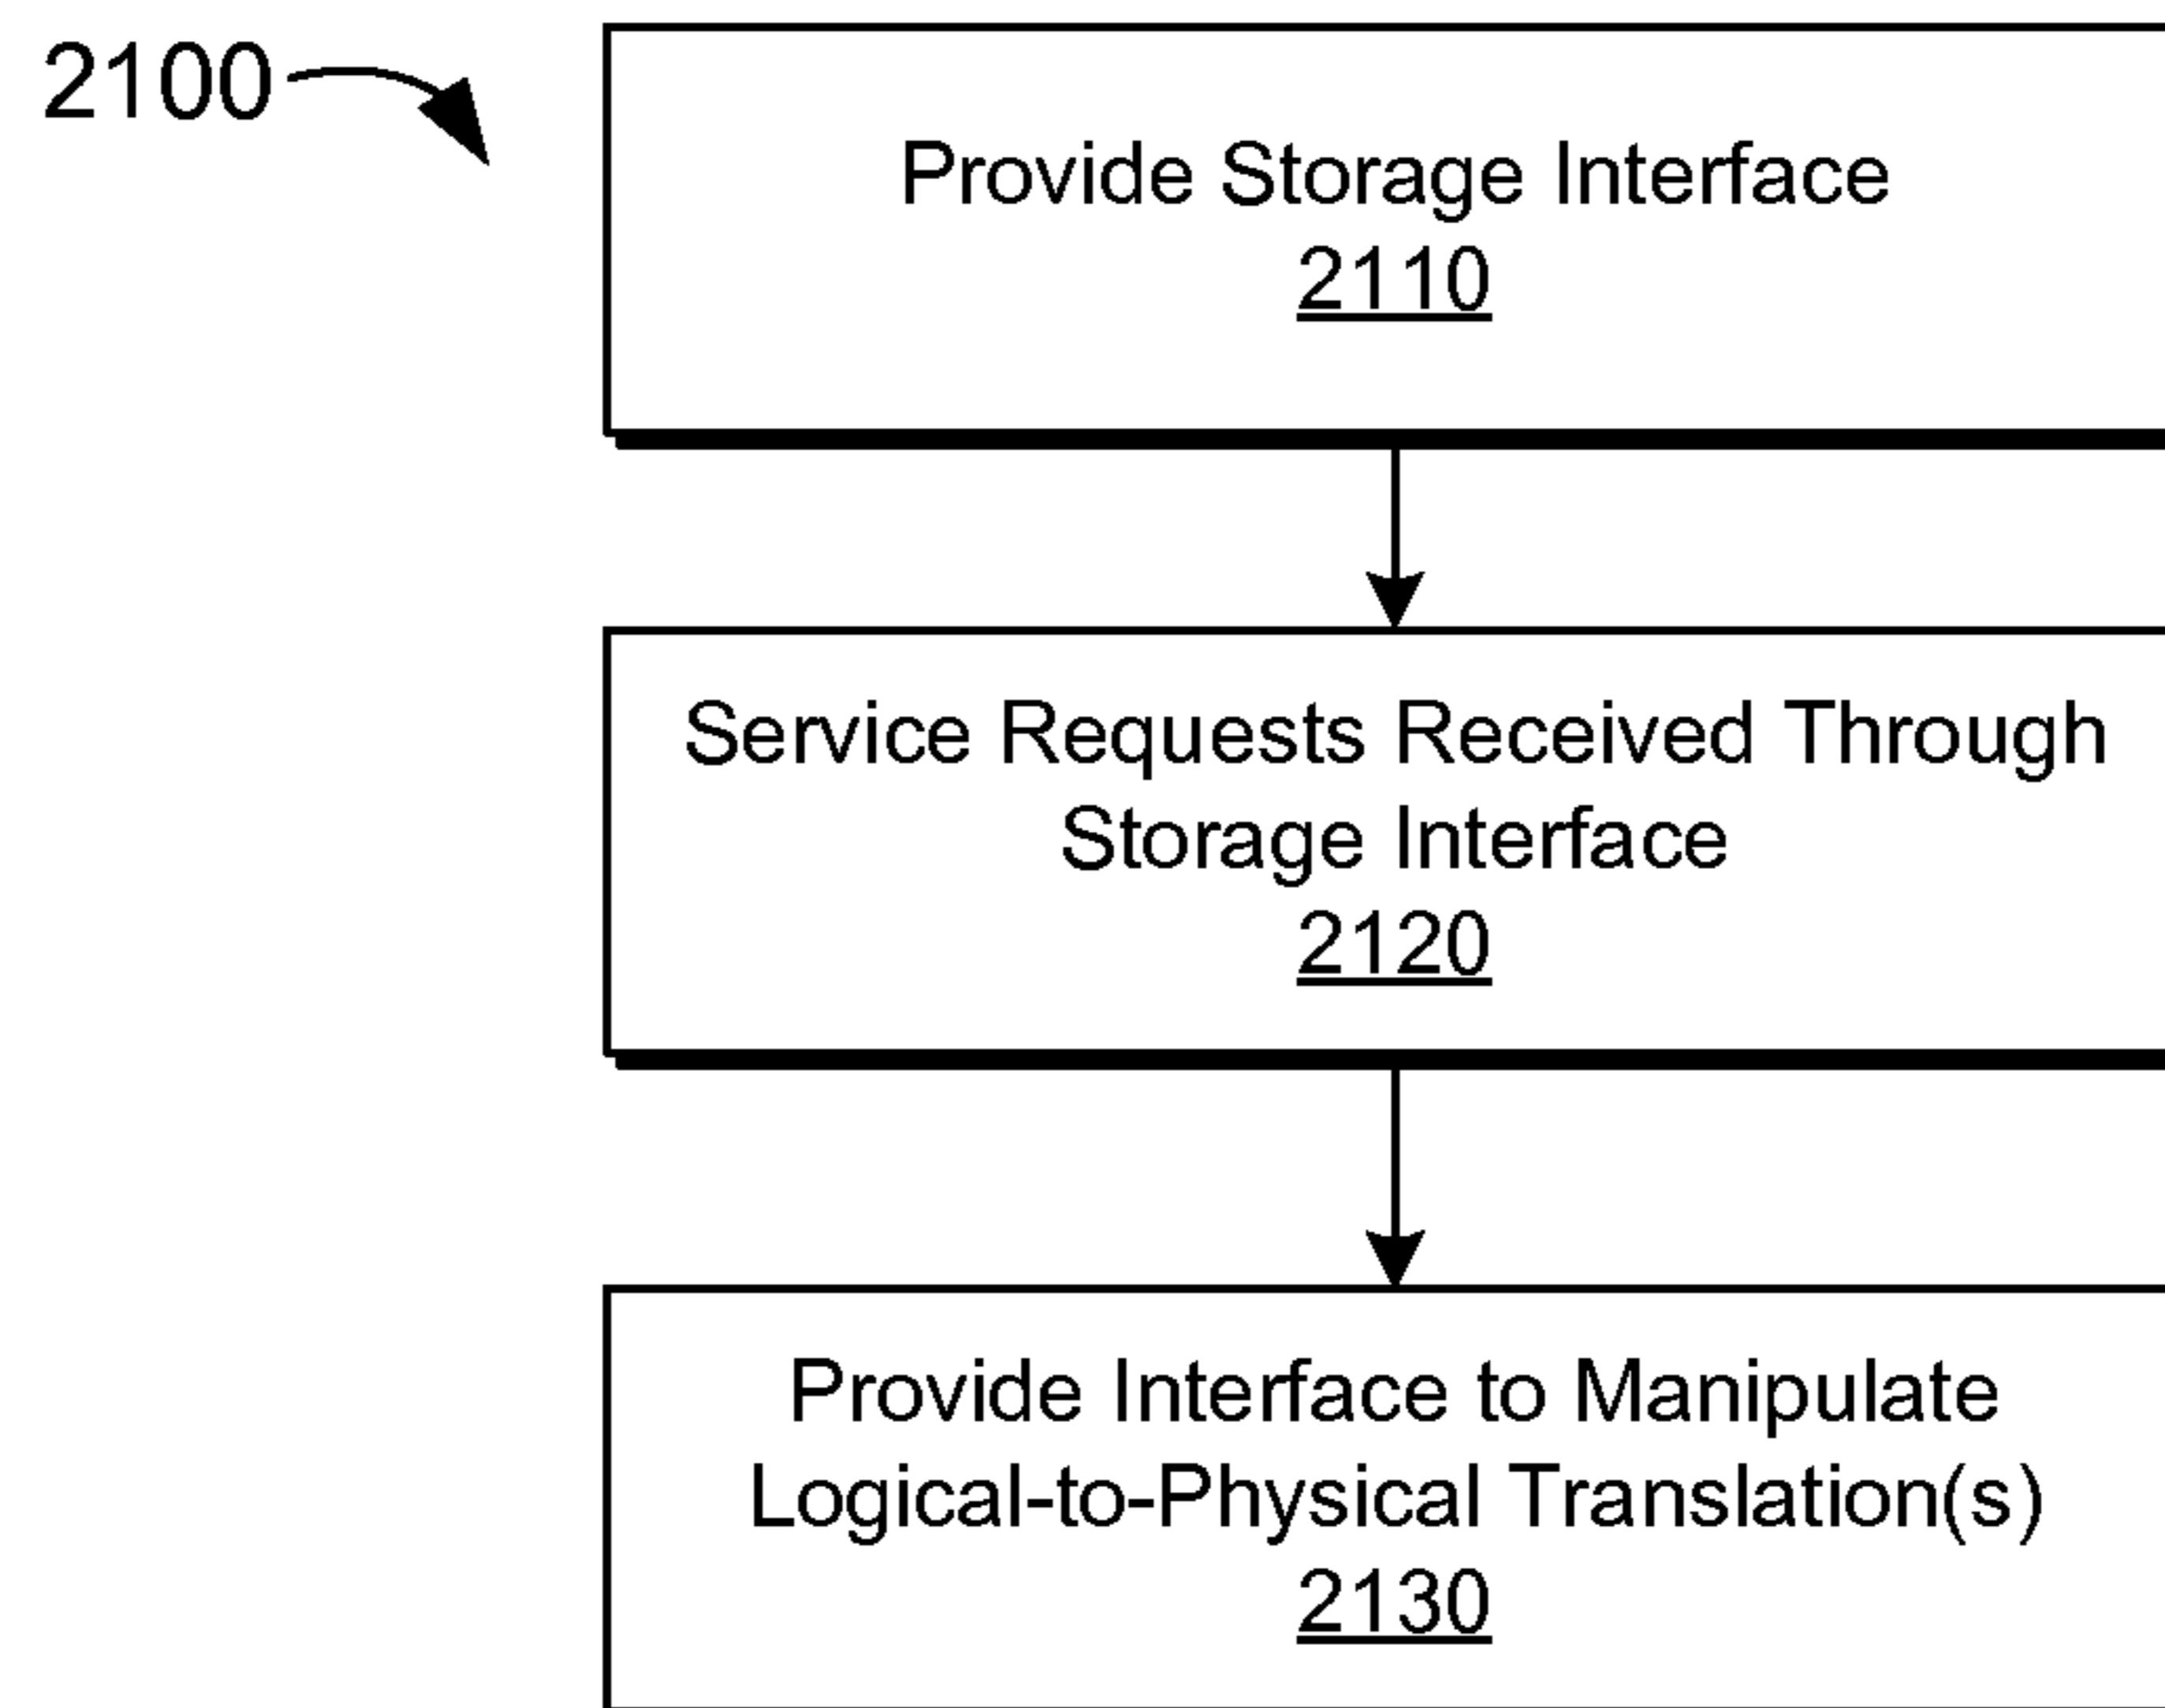 2100
Provide Storage Interface
2110
Service Requests Received Through
Storage Interface
2120
Provide Interface to Manipulate
Logical-to-Physical Translation(s)
2130